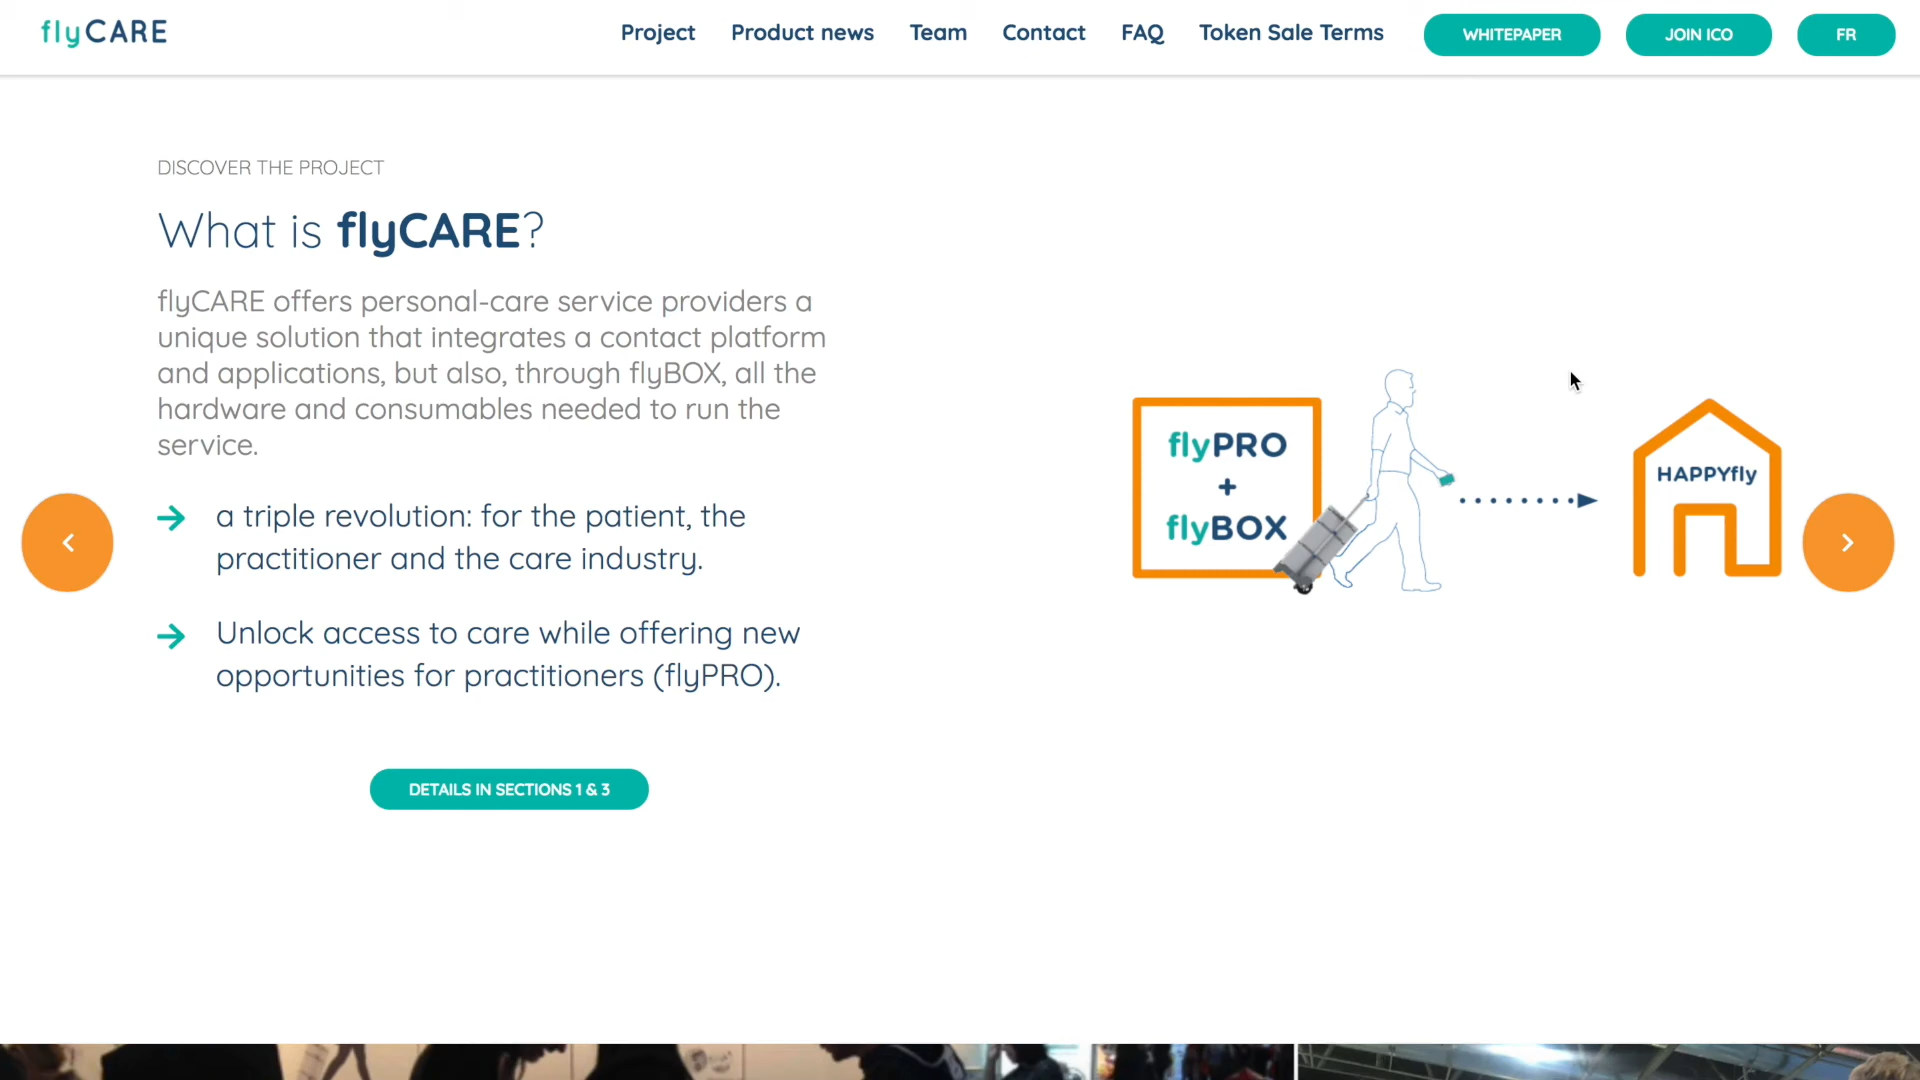 flyCARE
Project
Product news
Team
Contact
FAQ
Token Sale Terms
WHITEPAPER
JOIN ICO
FR
DISCOVER THE PROJECT
What is flyCARE?
flyCARE offers personal-care service providers a
unique solution that integrates a contact platform
and applications, but also, through flyBOX, all the
hardware and consumables needed to run the
service.
a triple revolution: for the patient, the
practitioner and the care industry.
Unlock access to care while offering new
opportunities for practitioners (flyPRO).
DETAILS IN SECTIONS 1 & 3
flyPRO
+
flyBOX
HAPPYfly